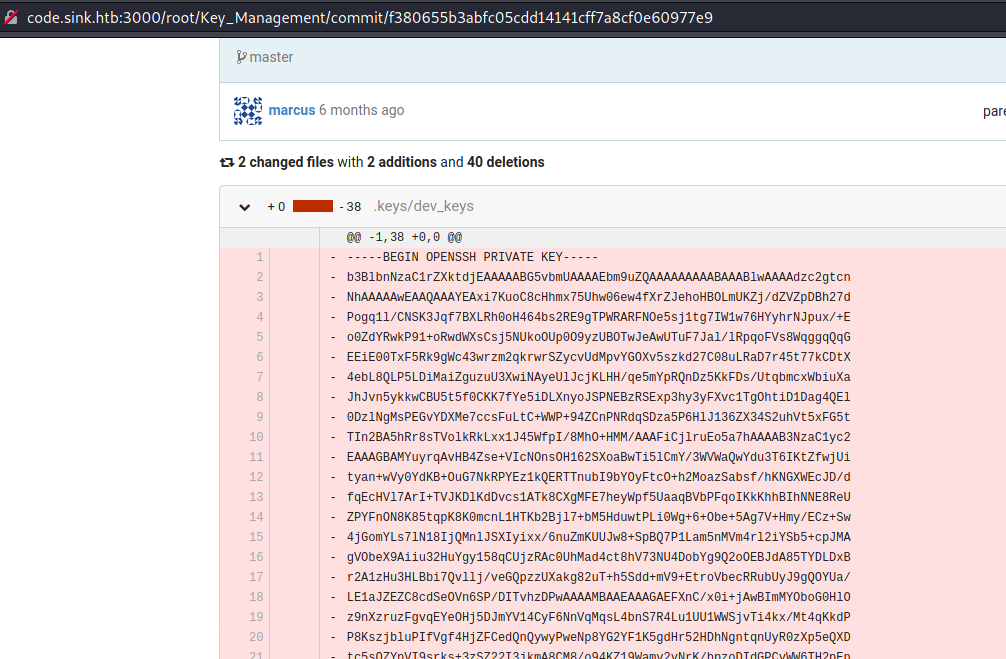 code.sink.htb:3000/root/Key_Management/commit/f380655b3abfc05cdd14141cff7a8cf0e60977e9
master
marcus 6 months ago
pare
2 changed files with 2 additions and 40 deletions
+ 0 - 38 .keys/dev_keys
@@ -1,38 +0,0 @@
1 - -----BEGIN OPENSSH PRIVATE KEY-----
2 - b3BlbnNzaC1rZXktdjEAAAAABG5vbmUAAAAEbm9uZQAAAAAAAAABAAABlwAAAAdzc2gtcn
3 - NhAAAAAwEAAQAAAYEAxi7KuoC8cHhmx75Uhw06ew4fXrZJehoHBOLmUKZj/dZVZpDBh27d
4 - Pogq1l/CNSK3Jqf7BXLRh0oH464bs2RE9gTPWRARFNOe5sj1tg7IW1w76HYyhrNJpux/+E
5 - o0ZdYRwkP91+oRwdWXsCsj5NUkoOUp0O9yzUBOTwJeAwUTuF7Jal/lRpqoFVs8WqggqQqG
6 - EEiE00TxF5Rk9gWc43wrzm2qkrwrSZycvUdMpvYGOXv5szkd27C08uLRaD7r45t77kCDtX
7 - 4ebL8QLP5LDiMaiZguzuU3XwiNAyeUlJcjKLHH/qe5mYpRQnDz5KkFDs/UtqbmcxWbiuXa
8 - JhJvn5ykkwCBU5t5f0CKK7fYe5iDLXnyoJSPNEBzRSExp3hy3yFXvc1TgOhtiD1Dag4QEl
9 - 0DzlNgMsPEGvYDXMe7ccsFuLtC+WWP+94ZCnPNRdqSDza5P6HlJ136ZX34S2uhVt5xFG5t
10 - TIn2BA5hRr8sTVolkRkLxx1J45WfpI/8MhO+HMM/AAAFiCjlruEo5a7hAAAAB3NzaC1yc2
11 - EAAAGBAMYuyrqAvHB4Zse+VIcNOnsOH162SXoaBwTi5lCmY/3WVWaQwYdu3T6IKtZfwjUi
12 - tyan+wVy0YdKB+OuG7NkRPYEz1kQERTTnubI9bYOyFtcO+h2MoazSabsf/hKNGXWEcJD/d
13 - fqEcHVl7ArI+TVJKDlKdDvcs1ATk8CXgMFE7heyWpf5UaaqBVbPFqoIKkKhhBIhNNE8ReU
14 - ZPYFnON8K85tqpK8K0mcnL1HTKb2Bjl7+bM5HduwtPLi0Wg+6+Obe+5Ag7V+Hmy/ECz+Sw
15 - 4jGomYLs7lN18IjQMnlJSXIyixx/6nuZmKUUJw8+SpBQ7P1Lam5nMVm4rl2iYSb5+cpJMA
16 - gVObeX9Aiiu32HuYgy158qCUjzRAc0UhMad4ct8hV73NU4DobYg9Q2oOEBJdA85TYDLDxB
17 - r2A1zHu3HLBbi7Qvllj/veGQpzzUXakg82uT+h5Sdd+mV9+EtroVbecRRubUyJ9gQOYUa/
18 - LE1aJZEZC8cdSeOVn6SP/DITvhzDPwAAAAMBAAEAAAGAEFXnC/x0i+jAwBImMYOboG0HlO
19 - z9nXzruzFgvqEYeOHj5DJmYV14CyF6NnVqMqsL4bnS7R4Lu1UU1WWSjvTi4kx/Mt4qKkdP
20 - P8KszjbluPIfVgf4HjZFCedQnQywyPweNp8YG2YF1K5gdHr52HDhNgntqnUyR0zXp5eQXD